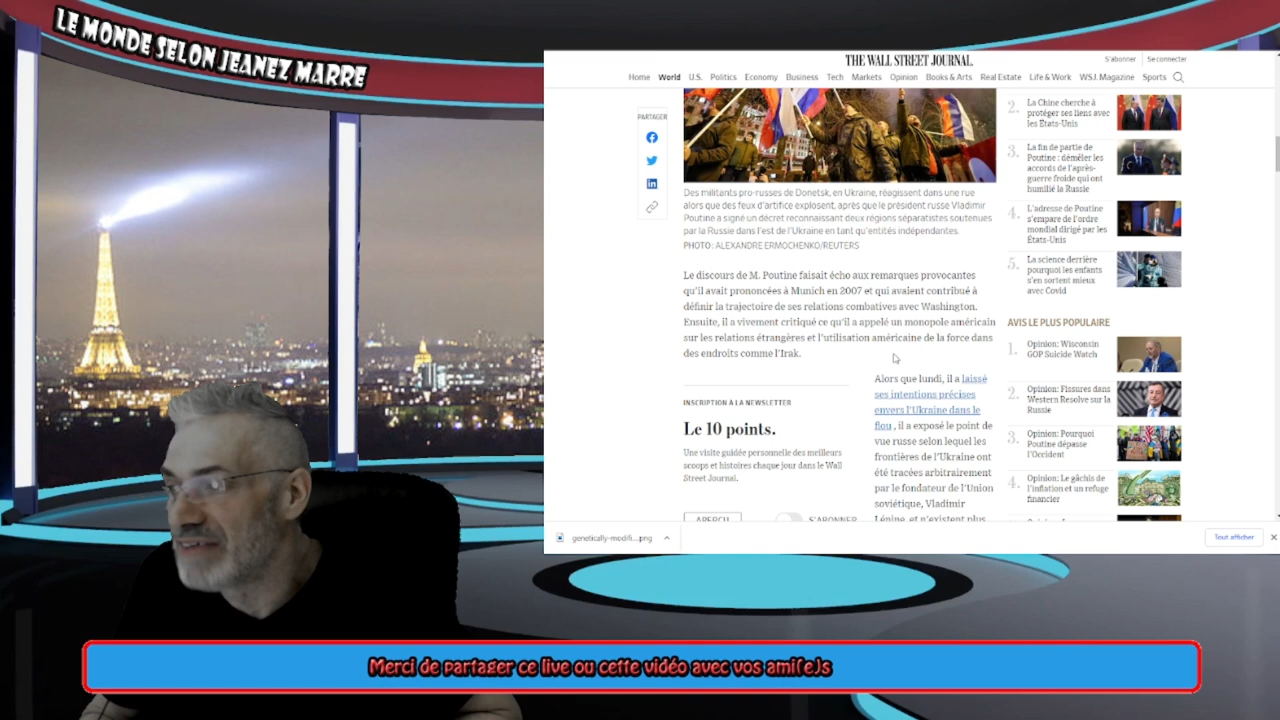 LE MONDE SELON JEANEZ MARRE
THE WALL STREET JOURNAL.
S'abonner
Se connecter
Home World U.S. Politics Economy Business Tech Markets Opinion Books & Arts Real Estate Life & Work WSJ. Magazine Sports
PARTAGER
Des militants pro-russes de Donetsk, en Ukraine, réagissent dans une rue
alors que des feux d'artifice explosent, après que le président russe Vladimir
Poutine a signé un décret reconnaissant deux régions séparatistes soutenues
par la Russie dans l'est de l'Ukraine en tant qu'entités indépendantes.
PHOTO : ALEXANDRE ERMOCHENKO/REUTERS
Le discours de M. Poutine faisait écho aux remarques provocantes
qu'il avait prononcées à Munich en 2007 et qui avaient contribué à
définir la trajectoire de ses relations combatives avec Washington.
Ensuite, il a vivement critiqué ce qu'il a appelé un monopole américain
sur les relations étrangères et l'utilisation américaine de la force dans
des endroits comme l'Irak.
INSCRIPTION À LA NEWSLETTER
Le 10 points.
Une visite guidée personnelle des meilleurs
scoops et histoires chaque jour dans le Wall
Street Journal.
APERÇU
S'ABONNER
Alors que lundi, il a laissé
ses intentions précises
envers l'Ukraine dans le
flou , il a exposé le point de
vue russe selon lequel les
frontières de l'Ukraine ont
été tracées arbitrairement
par le fondateur de l'Union
soviétique, Vladimir
Lénine, et n'existent plus
2. La Chine cherche à
protéger ses liens avec
les États-Unis
3. La fin de partie de
Poutine : démêler les
accords de l'après-
guerre froide qui ont
humilié la Russie
4. L'adresse de Poutine
s'empare de l'ordre
mondial dirigé par les
États-Unis
5. La science derrière
pourquoi les enfants
s'en sortent mieux
avec Covid
AVIS LE PLUS POPULAIRE
1. Opinion: Wisconsin
GOP Suicide Watch
2. Opinion: Fissures dans
Western Resolve sur la
Russie
3. Opinion: Pourquoi
Poutine dépasse
l'Occident
4. Opinion: Le gâchis de
l'inflation et un refuge
financier
genetically-modifi....png
Tout afficher
Merci de partager ce live ou cette vidéo avec vos ami(e)s